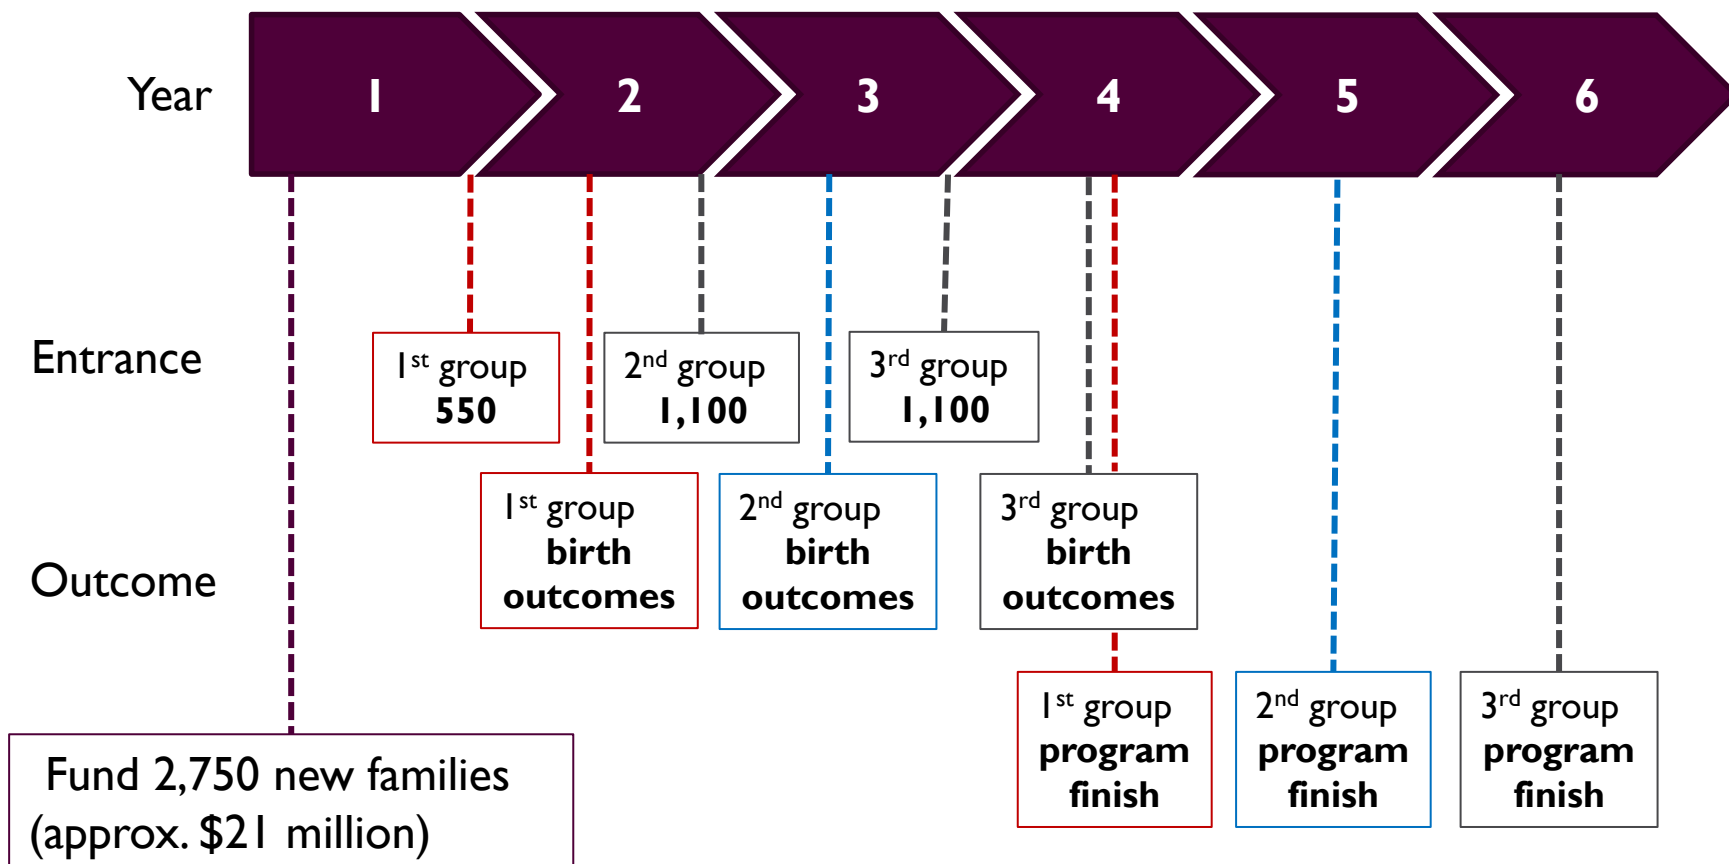 Year
1
2
3
4
5
6
Entrance
1st group
550
2nd group
1,100
3rd group
1,100
Outcome
1st group
birth
outcomes
2nd group
birth
outcomes
3rd group
birth
outcomes
1st group
program
finish
2nd group
program
finish
3rd group
program
finish
Fund 2,750 new families
(approx. $21 million)